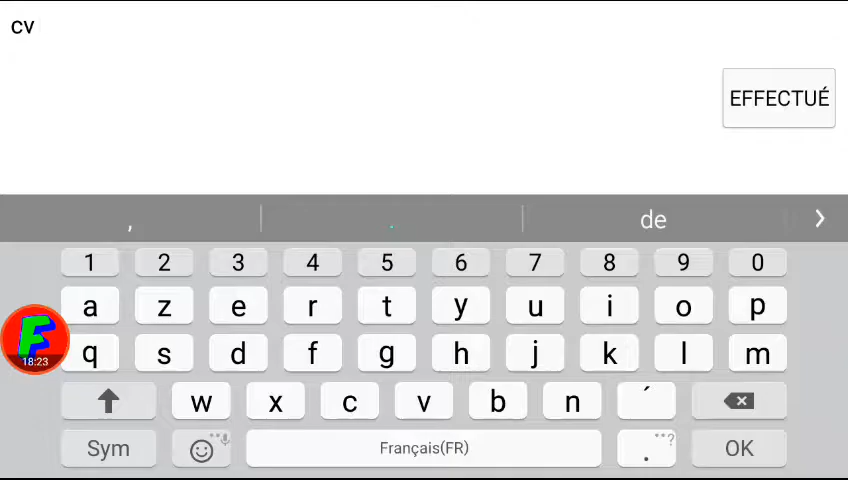 cv
EFFECTUÉ
, . de
1 2 3 4 5 6 7 8 9 0
a z e r t y u i o p
F
18:23
q s d f g h j k l m
w x c v b n ´
Sym Français(FR) . ? OK